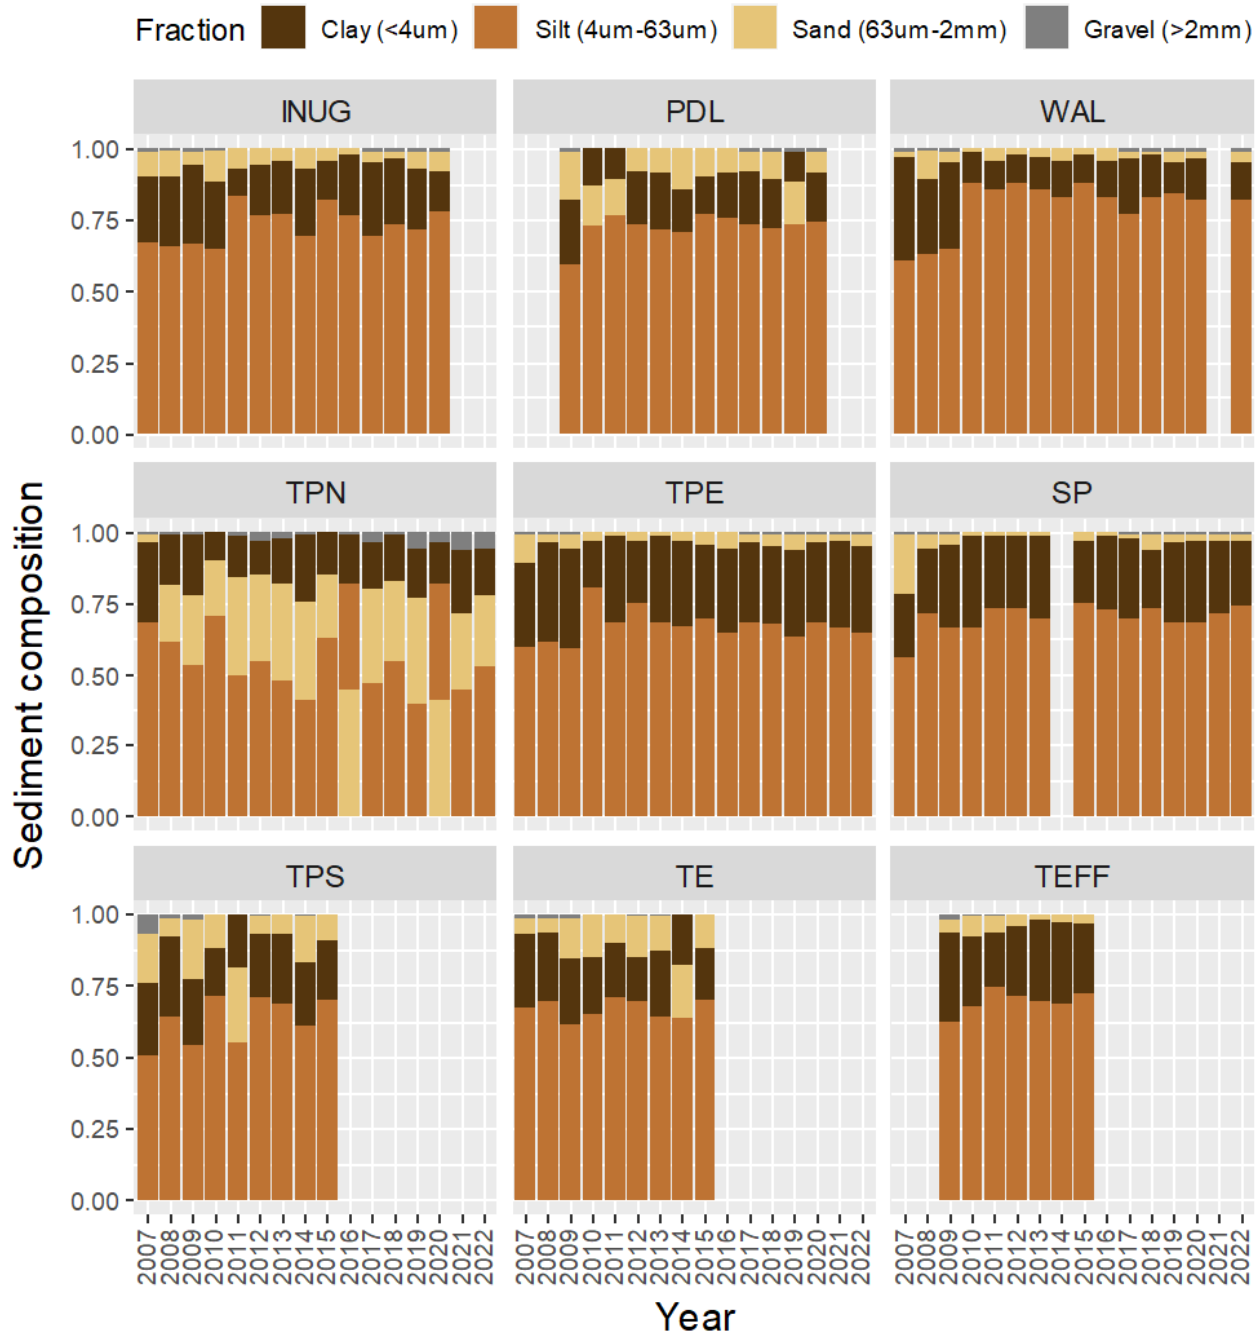 Fraction Clay (<4um) Silt (4um-63um) Sand (63um-2mm) Gravel (>2mm)
INUG PDL WAL
1.00
0.75
0.50
0.25
0.00
TPN TPE SP
1.00
0.75
0.50
0.25
0.00
Sediment composition
TPS TE TEFF
1.00
0.75
0.50
0.25
0.00
2007 2008 2009 2010 2011 2012 2013 2014 2015 2016 2017 2018 2019 2020 2021 2022
2007 2008 2009 2010 2011 2012 2013 2014 2015 2016 2017 2018 2019 2020 2021 2022
2007 2008 2009 2010 2011 2012 2013 2014 2015 2016 2017 2018 2019 2020 2021 2022
Year